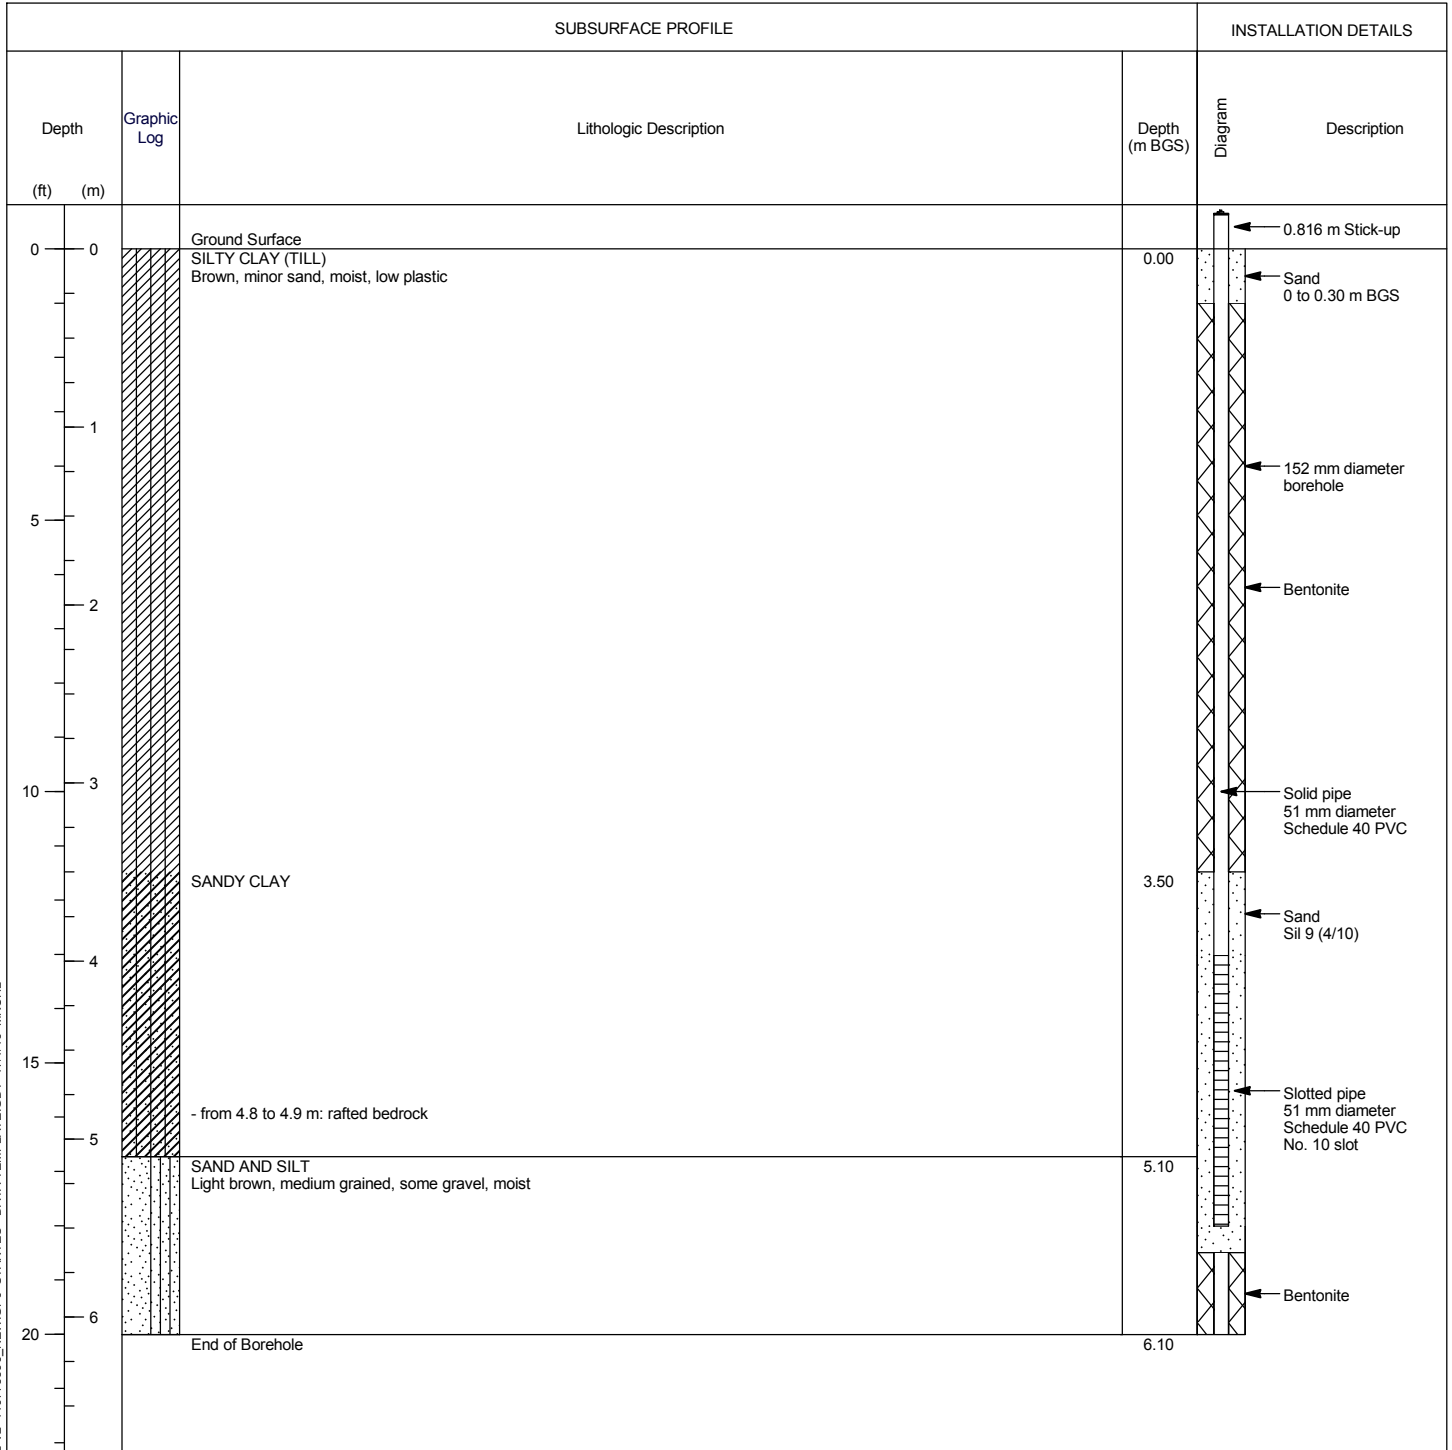 SUBSURFACE PROFILE
INSTALLATION DETAILS
Depth
(ft) (m)
Graphic
Log
Lithologic Description
Depth
(m BGS)
Diagram
Description
Ground Surface
0.816 m Stick-up
0 0
SILTY CLAY (TILL)
0.00
Brown, minor sand, moist, low plastic
Sand
0 to 0.30 m BGS
1
152 mm diameter
borehole
5
Bentonite
2
3
10
Solid pipe
51 mm diameter
Schedule 40 PVC
SANDY CLAY
3.50
Sand
Sil 9 (4/10)
4
15
Slotted pipe
51 mm diameter
Schedule 40 PVC
No. 10 slot
- from 4.8 to 4.9 m: rafted bedrock
5
SAND AND SILT
5.10
Light brown, medium grained, some gravel, moist
Bentonite
6
20
End of Borehole
6.10